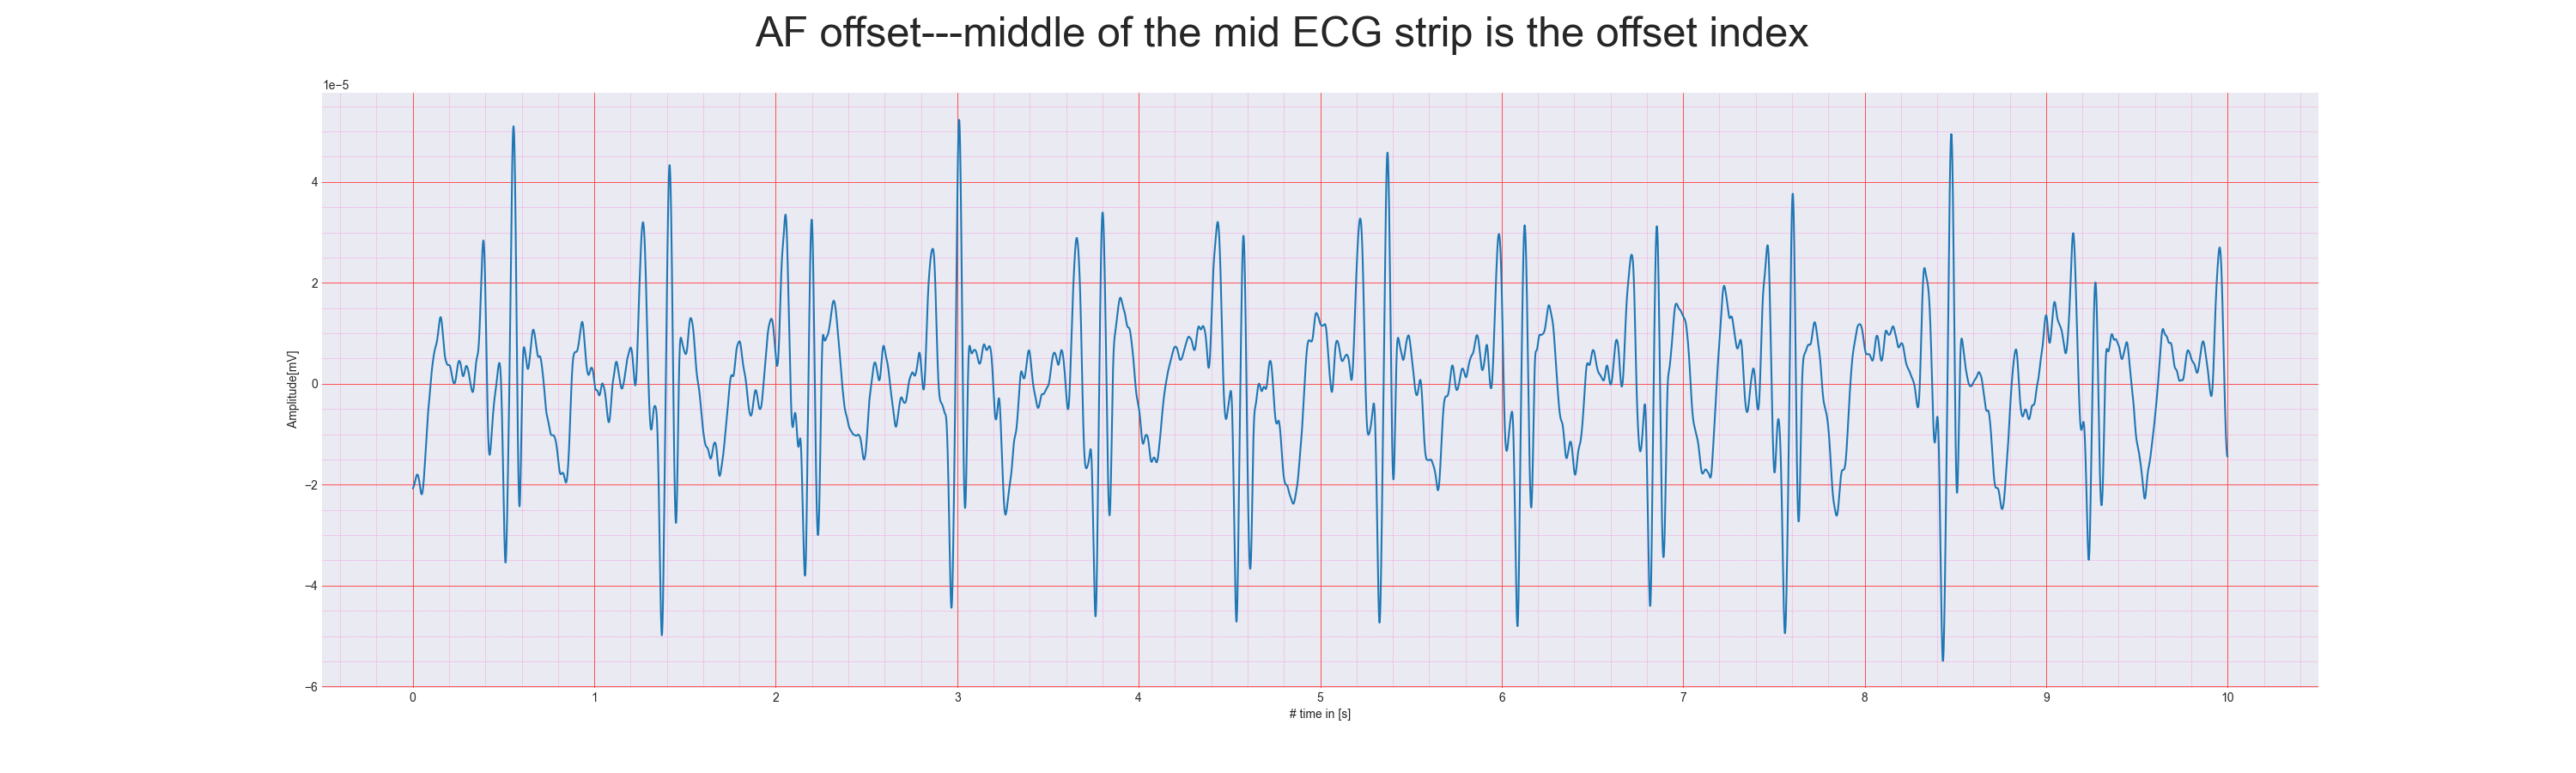 AF offset---middle of the mid ECG strip is the offset index
1e−5
Amplitude[mV]
4
2
0
−2
−4
−6
0 1 2 3 4 5 6 7 8 9 10
# time in [s]